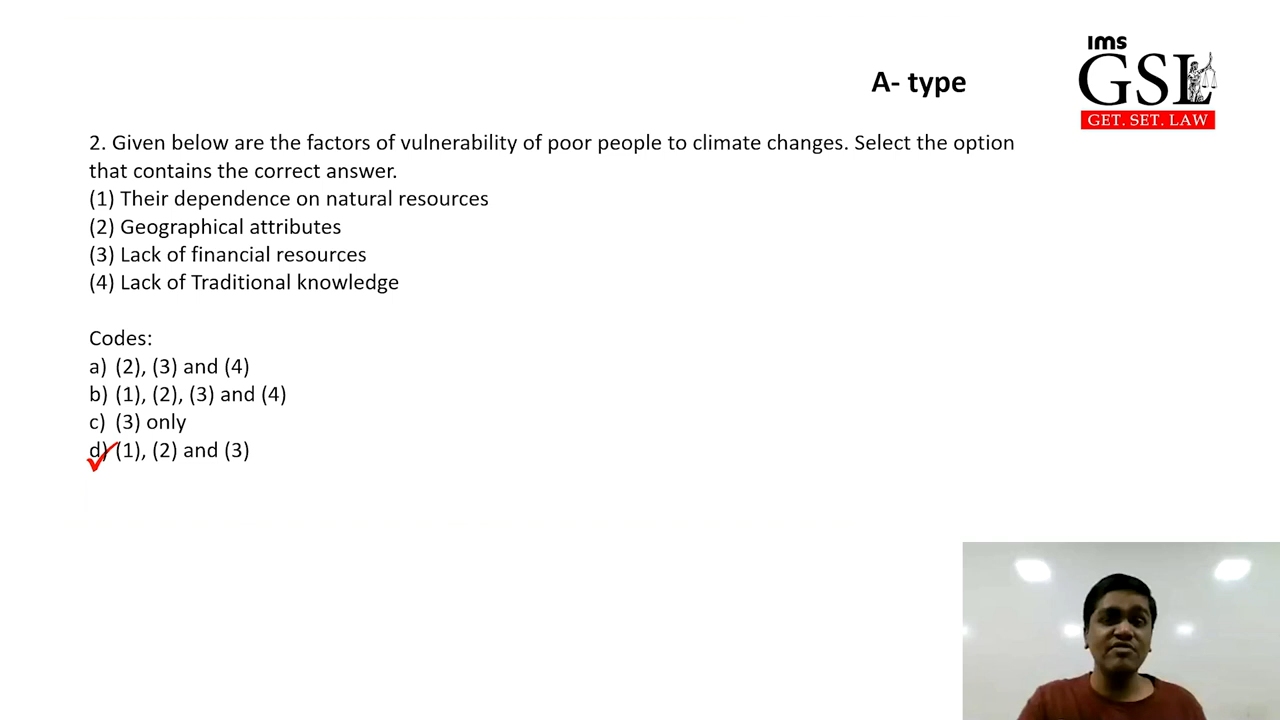 ims
GSL
GET. SET. LAW
A- type
2. Given below are the factors of vulnerability of poor people to climate changes. Select the option
that contains the correct answer.
(1) Their dependence on natural resources
(2) Geographical attributes
(3) Lack of financial resources
(4) Lack of Traditional knowledge
Codes:
a) (2), (3) and (4)
b) (1), (2), (3) and (4)
c) (3) only
d) (1), (2) and (3)